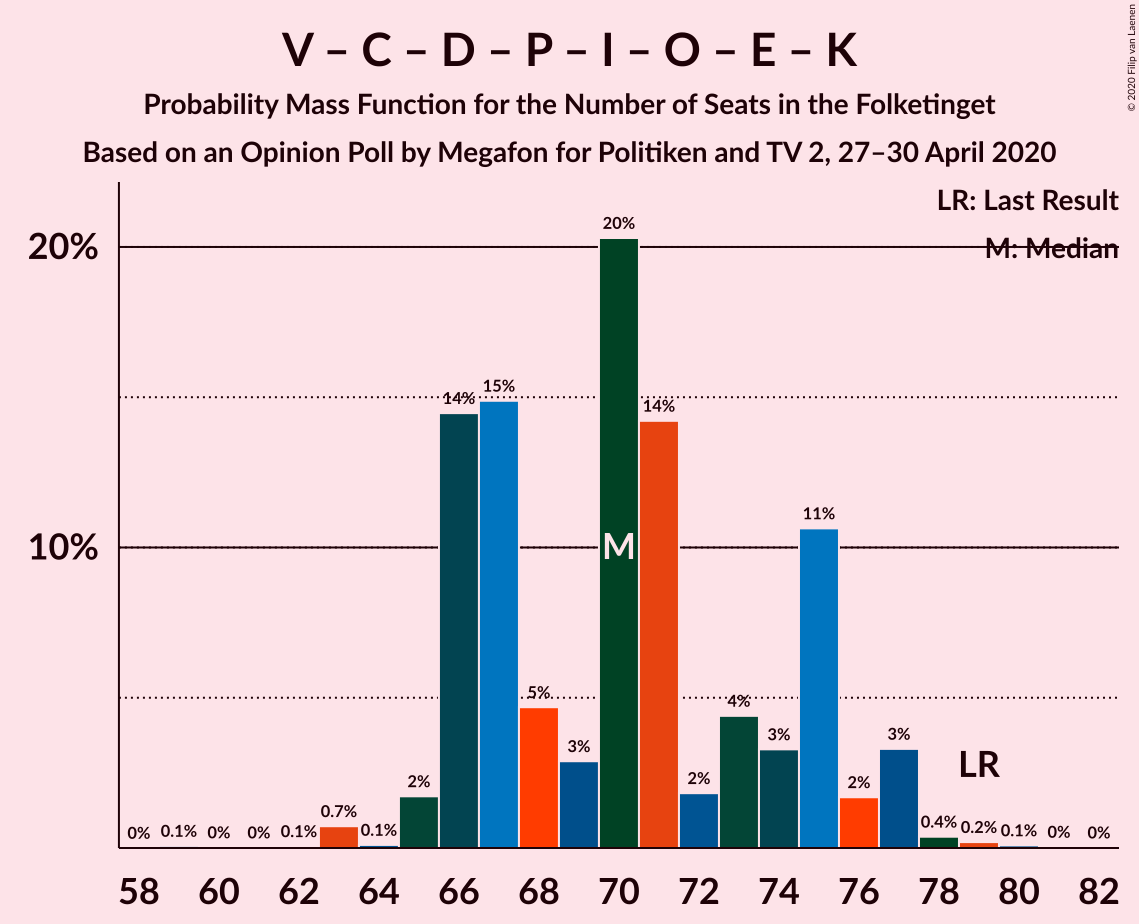 V – C – D – P – I – O – E – K
Probability Mass Function for the Number of Seats in the Folketinget
Based on an Opinion Poll by Megafon for Politiken and TV 2, 27–30 April 2020
© 2020 Filip van Laenen
LR: Last Result
M: Median
20%
10%
0% 0.1% 0% 0% 0.1% 0.7% 0.1% 2% 14% 15% 5% 3% 20% 14% 2% 4% 3% 11% 2% 3% 0.4% 0.2% 0.1% 0% 0%
M
LR
58 60 62 64 66 68 70 72 74 76 78 80 82